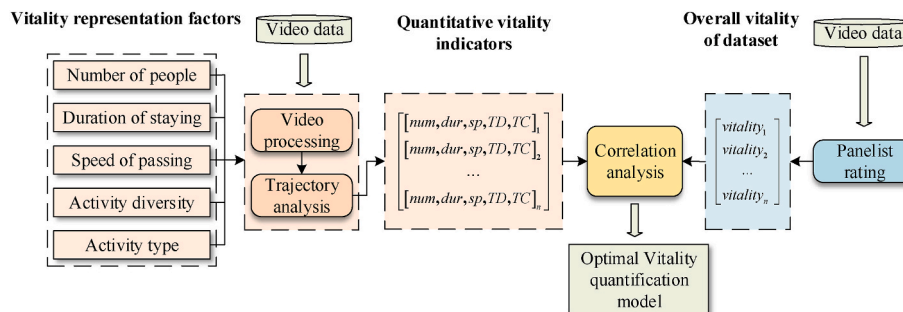 Vitality representation factors
Number of people
Duration of staying
Speed of passing
Activity diversity
Activity type
Video data
Video
processing
Trajectory
analysis
Quantitative vitality
indicators
[num,dur,sp,TD,TC]1
[num,dur,sp,TD,TC]2
...
[num,dur,sp,TD,TC]n
Correlation
analysis
Optimal Vitality
quantification
model
Overall vitality
of dataset
vitality1
vitality2
...
vitalityn
Video data
Panelist
rating